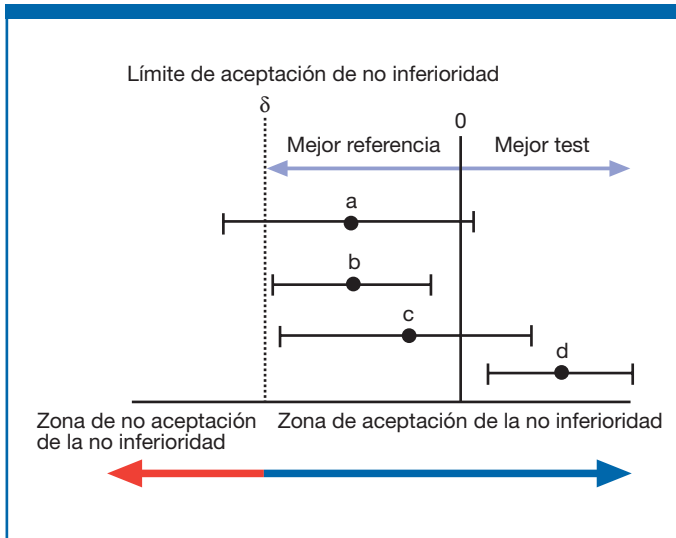 Límite de aceptación de no inferioridad
δ
0
Mejor referencia
Mejor test
a
b
c
d
Zona de no aceptación
de la no inferioridad
Zona de aceptación de la no inferioridad